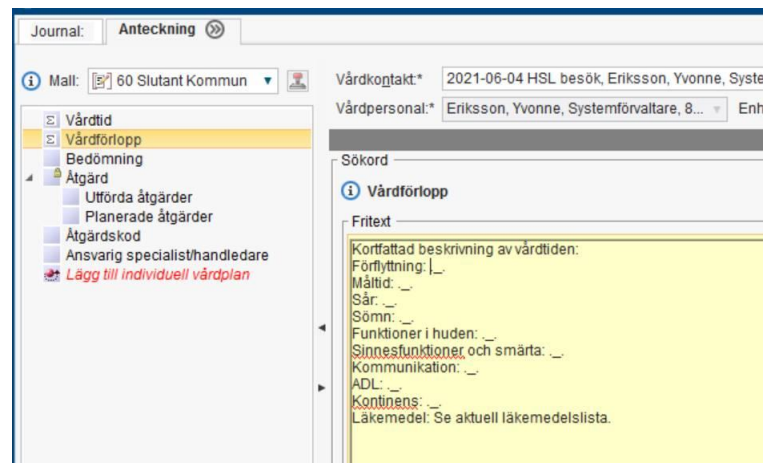 Journal: Anteckning
Mall: 60 Slutant Kommun
Vårdkontakt:* 2021-06-04 HSL besök, Eriksson, Yvonne, Syste
Vårdpersonal:* Eriksson, Yvonne, Systemförvaltare, 8... Enh
Vårdtid
Vårdförlopp
Bedömning
Åtgärd
Utförda åtgärder
Planerade åtgärder
Åtgärdskod
Ansvarig specialist/handledare
Lägg till individuell vårdplan
Sökord
Vårdförlopp
Fritext
Kortfattad beskrivning av vårdtiden:
Förflyttning: _.
Måltid: ._.
Sår: ._.
Sömn: ._.
Funktioner i huden: ._.
Sinnesfunktioner och smärta: ._.
Kommunikation: ._.
ADL: ._.
Kontinens: ._.
Läkemedel: Se aktuell läkemedelslista.